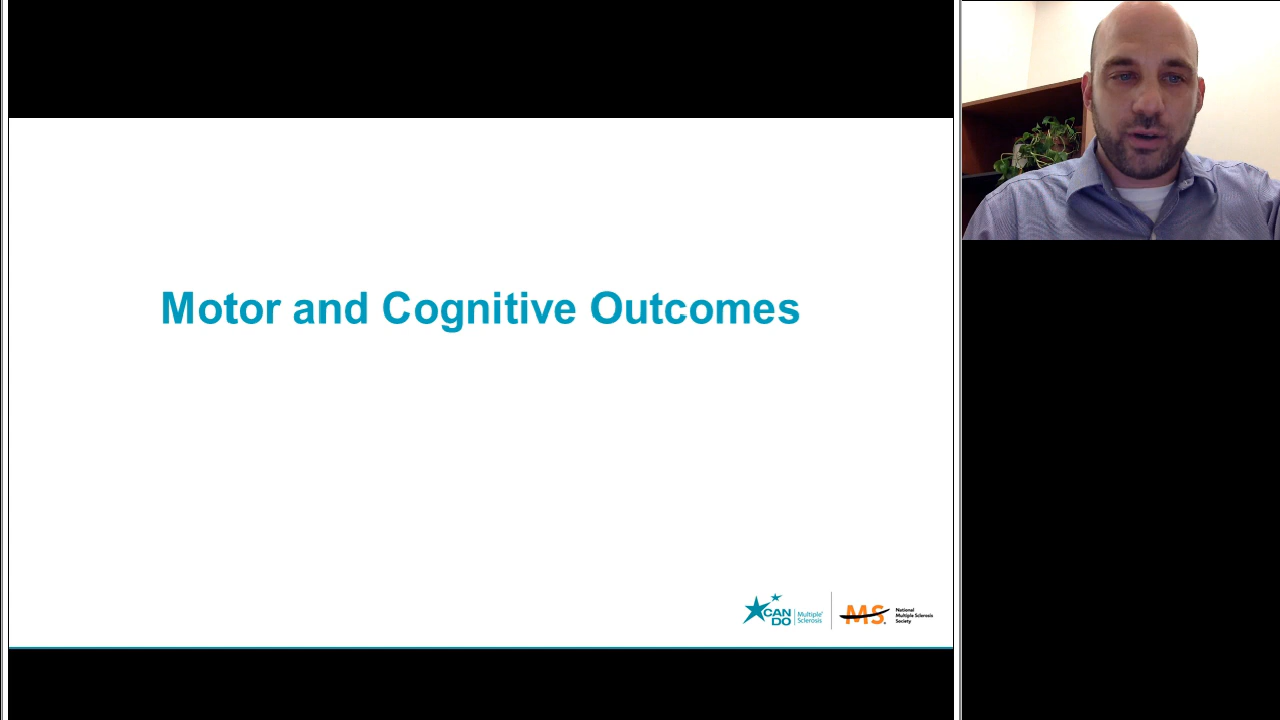 Motor and Cognitive Outcomes
CAN
DO
Multiple
Sclerosis
MS
National
Multiple Sclerosis
Society